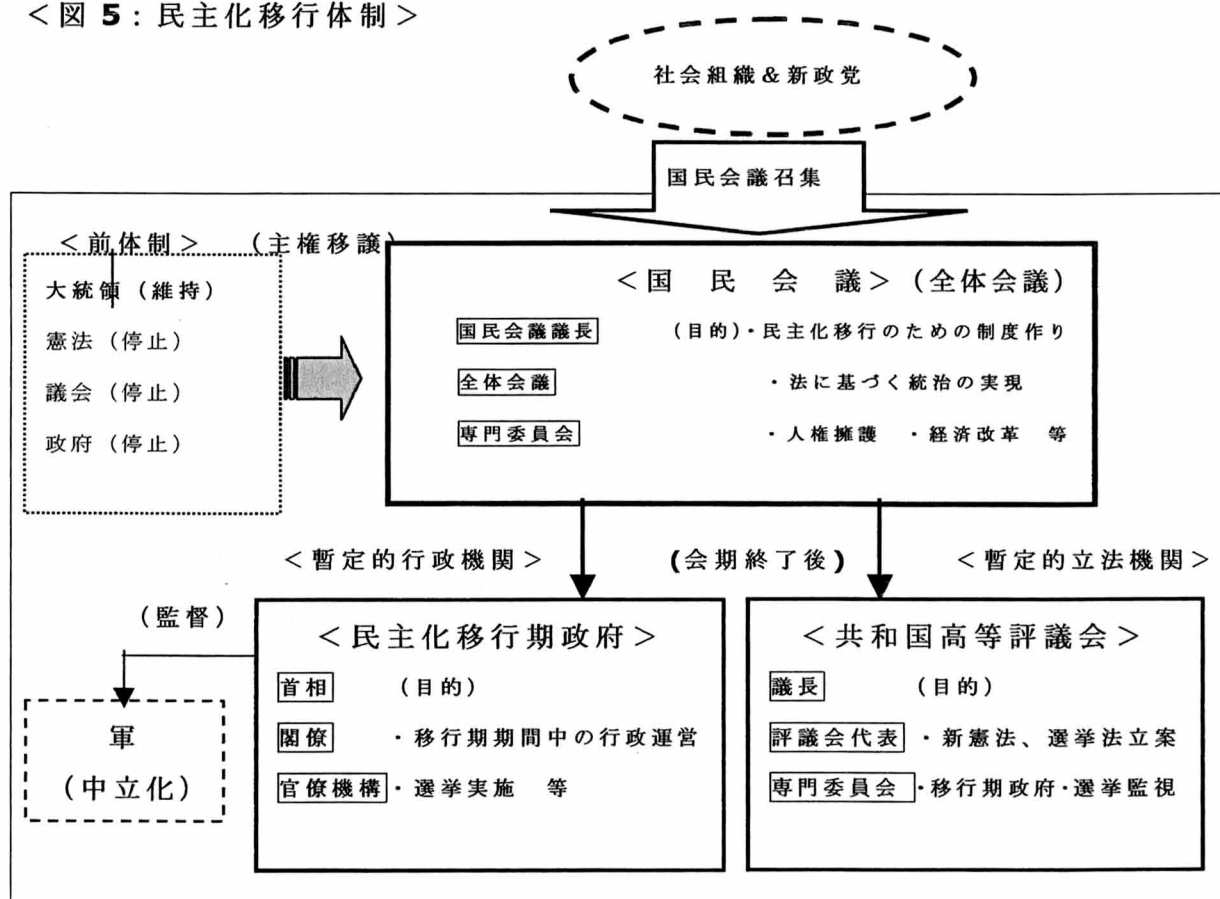 ＜図 5：民主化移行体制＞
社会組織＆新政党
国民会議召集
＜前体制＞ （主権移譲）
大統領（維持）
憲法（停止）
議会（停止）
政府（停止）
＜国　民　会　議＞（全体会議）
国民会議議長 （目的）・民主化移行のための制度作り
全体会議 ・法に基づく統治の実現
専門委員会 ・人権擁護 ・経済改革 等
＜暫定的行政機関＞ （会期終了後） ＜暫定的立法機関＞
（監督）
軍
（中立化）
＜民主化移行期政府＞
首相 （目的）
閣僚 ・移行期期間中の行政運営
官僚機構・選挙実施 等
＜共和国高等評議会＞
議長 （目的）
評議会代表 ・新憲法、選挙法立案
専門委員会 ・移行期政府・選挙監視